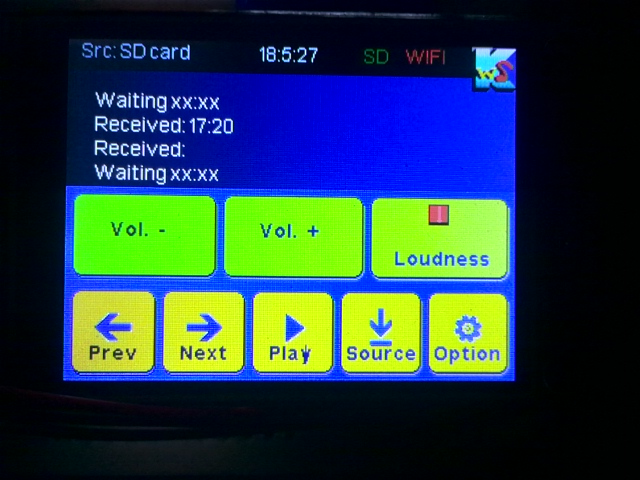 Src: SD card 18:5:27 SD WIFI
KWS
Waiting xx:xx
Received: 17:20
Received:
Waiting xx:xx
Vol. - Vol. + Loudness
Prev Next Play Source Option